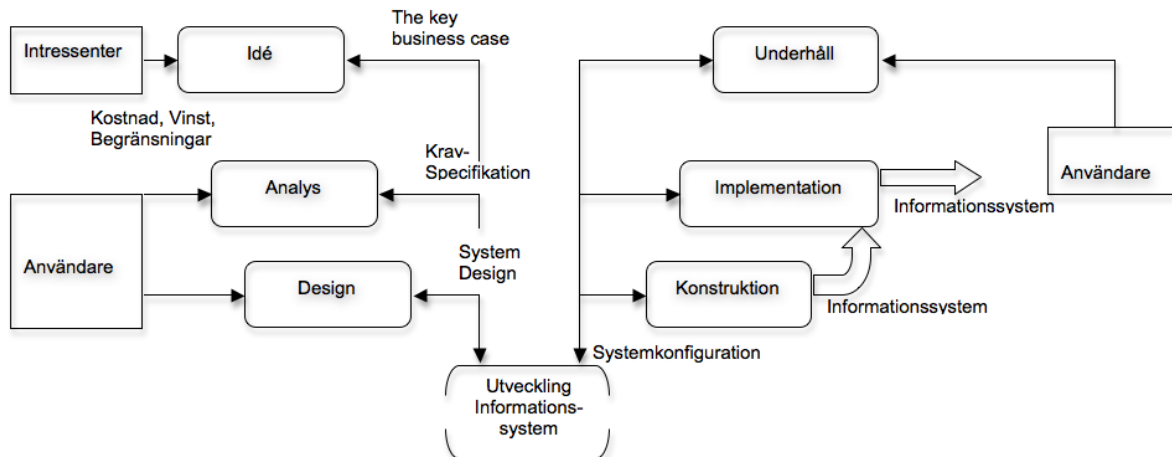 The key
business case
Intressenter
Idé
Underhåll
Kostnad, Vinst,
Begränsningar
Krav-
Specifikation
Analys
Implementation
Användare
Informationssystem
Användare
System
Design
Design
Konstruktion
Informationssystem
Systemkonfiguration
Utveckling
Informations-
system